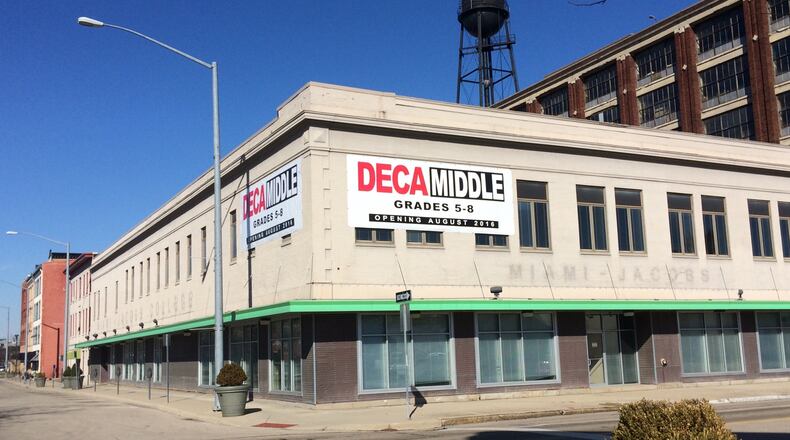 DECA MIDDLE
GRADES 5-8
OPENING AUGUST 2016
DECA MIDDLE
GRADES 5-8
OPENING AUGUST 2016
MIAMI-JACOBS